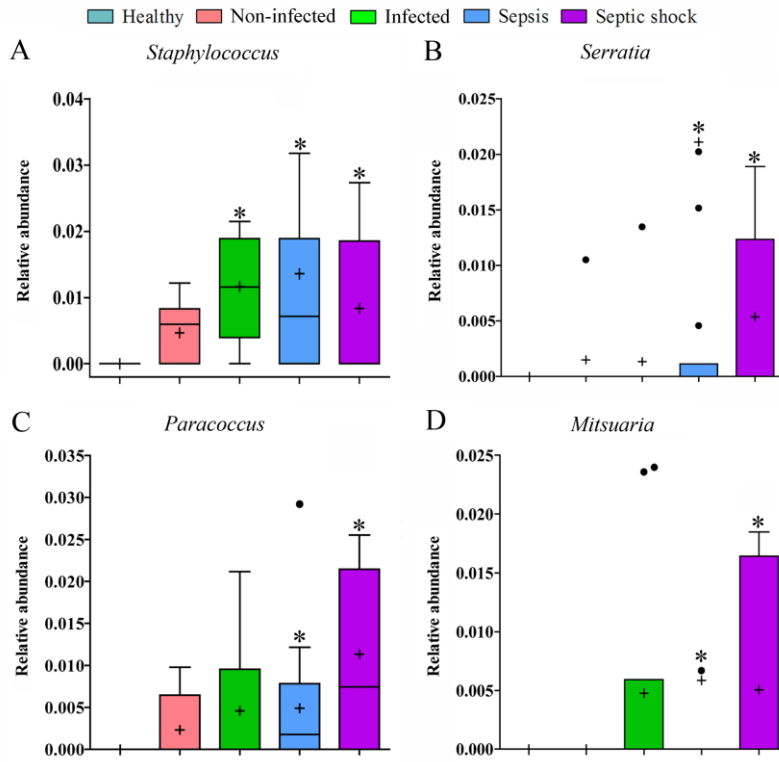 Healthy Non-infected Infected Sepsis Septic shock
A Staphylococcus
Relative abundance
0.04
0.03
0.02
0.01
0.00
* * *
+ + + + +
B Serratia
Relative abundance
0.025
0.020
0.015
0.010
0.005
0.000
* *
+ + + +
C Paracoccus
Relative abundance
0.035
0.030
0.025
0.020
0.015
0.010
0.005
0.000
* *
+ + + +
D Mitsuaria
Relative abundance
0.025
0.020
0.015
0.010
0.005
0.000
* *
+ + +